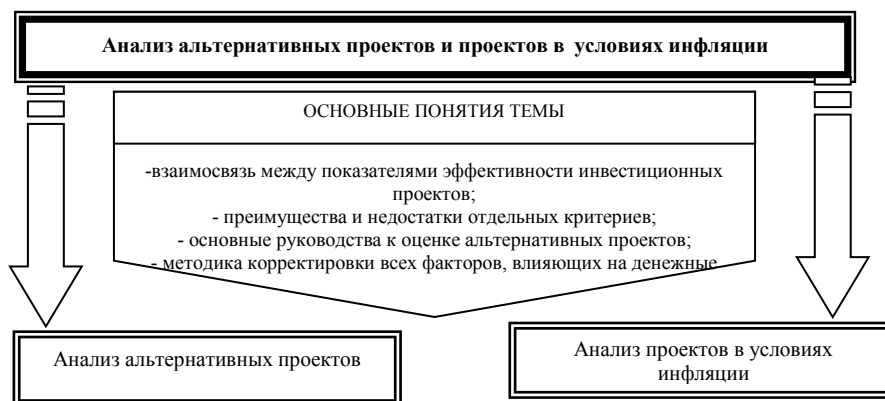 Анализ альтернативных проектов и проектов в условиях инфляции
ОСНОВНЫЕ ПОНЯТИЯ ТЕМЫ
-взаимосвязь между показателями эффективности инвестиционных
проектов;
- преимущества и недостатки отдельных критериев;
- основные руководства к оценке альтернативных проектов;
- методика корректировки всех факторов, влияющих на денежные
Анализ альтернативных проектов
Анализ проектов в условиях
инфляции